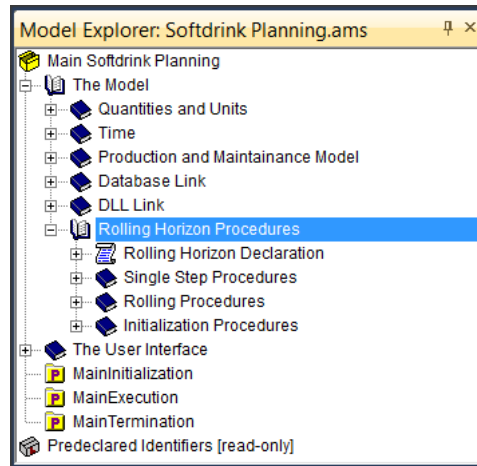 Model Explorer: Softdrink Planning.ams
Main Softdrink Planning
The Model
Quantities and Units
Time
Production and Maintainance Model
Database Link
DLL Link
Rolling Horizon Procedures
Rolling Horizon Declaration
Single Step Procedures
Rolling Procedures
Initialization Procedures
The User Interface
P MainInitialization
P MainExecution
P MainTermination
Predeclared Identifiers [read-only]